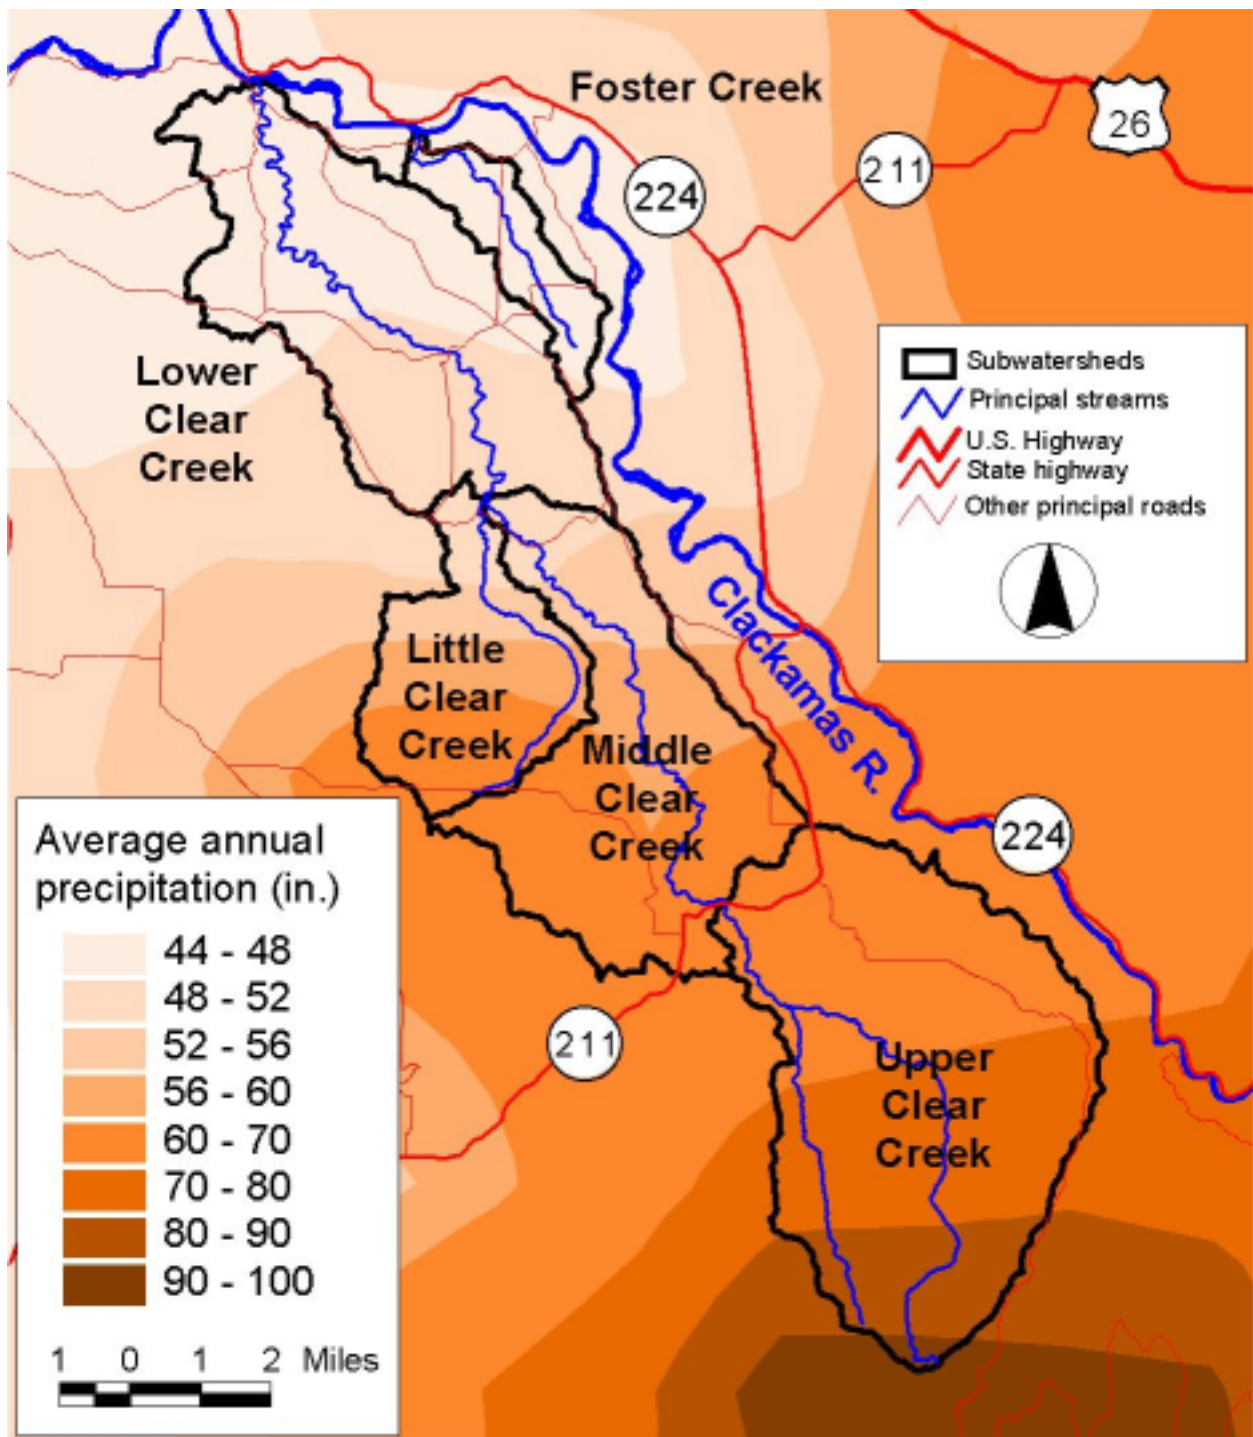 Foster Creek
26
211
224
Subwatersheds
Principal streams
U.S. Highway
State highway
Other principal roads
Lower
Clear
Creek
Clackamas R.
Little
Clear
Creek
Middle
Clear
Creek
224
211
Upper
Clear
Creek
Average annual
precipitation (in.)
44 - 48
48 - 52
52 - 56
56 - 60
60 - 70
70 - 80
80 - 90
90 - 100
1 0 1 2 Miles